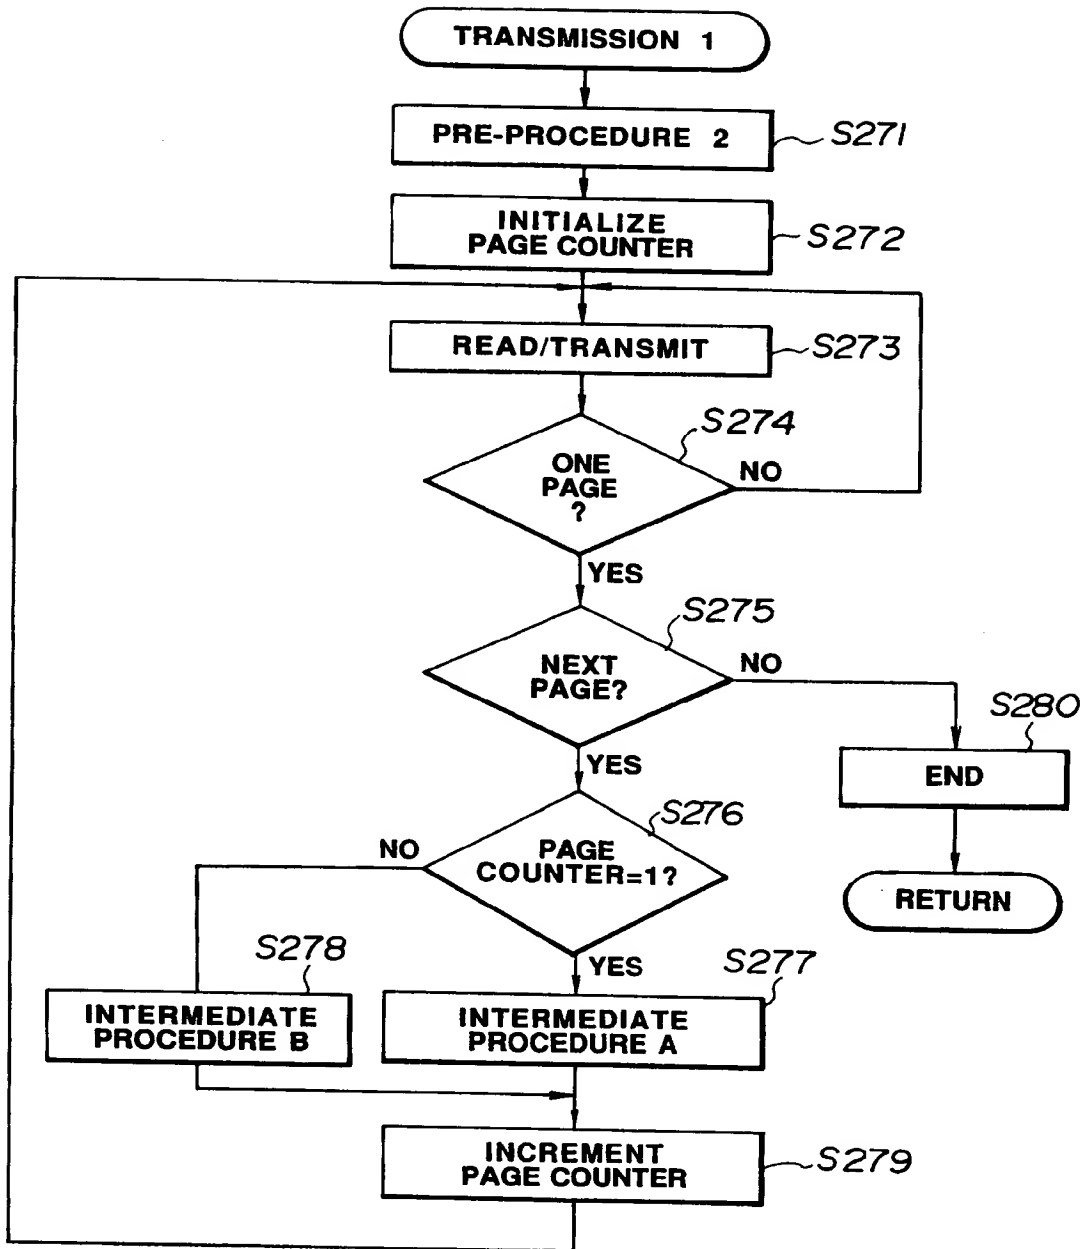 TRANSMISSION 1
PRE-PROCEDURE 2
S271
INITIALIZE
PAGE COUNTER
S272
READ/TRANSMIT
S273
S274
ONE
PAGE
?
NO
YES
S275
NEXT
PAGE?
NO
YES
S280
END
RETURN
S276
PAGE
COUNTER=1?
NO
YES
S278
INTERMEDIATE
PROCEDURE B
S277
INTERMEDIATE
PROCEDURE A
INCREMENT
PAGE COUNTER
S279